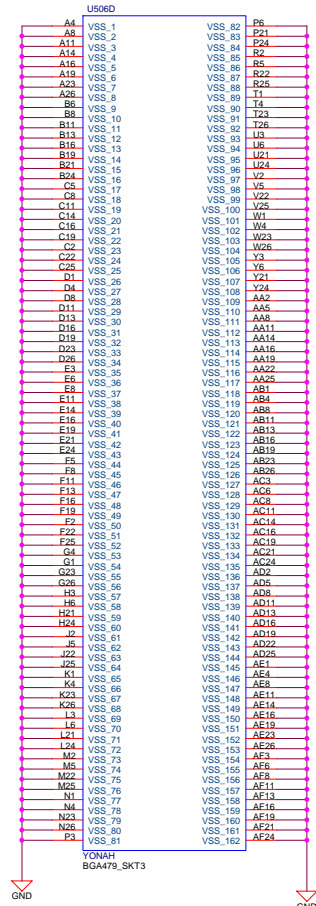 U506D
A4 VSS_1 VSS_82 P6
A8 VSS_2 VSS_83 P21
A11 VSS_3 VSS_84 P24
A14 VSS_4 VSS_85 R2
A16 VSS_5 VSS_86 R5
A19 VSS_6 VSS_87 R22
A23 VSS_7 VSS_88 R25
A26 VSS_8 VSS_89 T1
B6 VSS_9 VSS_90 T4
B8 VSS_10 VSS_91 T23
B11 VSS_11 VSS_92 T26
B13 VSS_12 VSS_93 U3
B16 VSS_13 VSS_94 U6
B19 VSS_14 VSS_95 U21
B21 VSS_15 VSS_96 U24
B24 VSS_16 VSS_97 V2
C5 VSS_17 VSS_98 V5
C8 VSS_18 VSS_99 V22
C11 VSS_19 VSS_100 V25
C14 VSS_20 VSS_101 W1
C16 VSS_21 VSS_102 W4
C19 VSS_22 VSS_103 W23
C2 VSS_23 VSS_104 W26
C22 VSS_24 VSS_105 Y3
C25 VSS_25 VSS_106 Y6
D1 VSS_26 VSS_107 Y21
D4 VSS_27 VSS_108 Y24
D8 VSS_28 VSS_109 AA2
D11 VSS_29 VSS_110 AA5
D13 VSS_30 VSS_111 AA8
D16 VSS_31 VSS_112 AA11
D19 VSS_32 VSS_113 AA14
D23 VSS_33 VSS_114 AA16
D26 VSS_34 VSS_115 AA19
E3 VSS_35 VSS_116 AA22
E6 VSS_36 VSS_117 AA25
E8 VSS_37 VSS_118 AB1
E11 VSS_38 VSS_119 AB4
E14 VSS_39 VSS_120 AB8
E16 VSS_40 VSS_121 AB11
E19 VSS_41 VSS_122 AB13
E21 VSS_42 VSS_123 AB16
E24 VSS_43 VSS_124 AB19
F5 VSS_44 VSS_125 AB23
F8 VSS_45 VSS_126 AB26
F11 VSS_46 VSS_127 AC3
F13 VSS_47 VSS_128 AC6
F16 VSS_48 VSS_129 AC8
F19 VSS_49 VSS_130 AC11
F2 VSS_50 VSS_131 AC14
F22 VSS_51 VSS_132 AC16
F25 VSS_52 VSS_133 AC19
G4 VSS_53 VSS_134 AC21
G1 VSS_54 VSS_135 AC24
G23 VSS_55 VSS_136 AD2
G26 VSS_56 VSS_137 AD5
H3 VSS_57 VSS_138 AD8
H6 VSS_58 VSS_139 AD11
H21 VSS_59 VSS_140 AD13
H24 VSS_60 VSS_141 AD16
J2 VSS_61 VSS_142 AD19
J5 VSS_62 VSS_143 AD22
J22 VSS_63 VSS_144 AD25
J25 VSS_64 VSS_145 AE1
K1 VSS_65 VSS_146 AE4
K4 VSS_66 VSS_147 AE8
K23 VSS_67 VSS_148 AE11
K26 VSS_68 VSS_149 AE14
L3 VSS_69 VSS_150 AE16
L6 VSS_70 VSS_151 AE19
L21 VSS_71 VSS_152 AE23
L24 VSS_72 VSS_153 AE26
M2 VSS_73 VSS_154 AF3
M5 VSS_74 VSS_155 AF6
M22 VSS_75 VSS_156 AF8
M25 VSS_76 VSS_157 AF11
N1 VSS_77 VSS_158 AF13
N4 VSS_78 VSS_159 AF16
N23 VSS_79 VSS_160 AF19
N26 VSS_80 VSS_161 AF21
P3 VSS_81 VSS_162 AF24
YONAH
BGA479_SKT3
GND GND